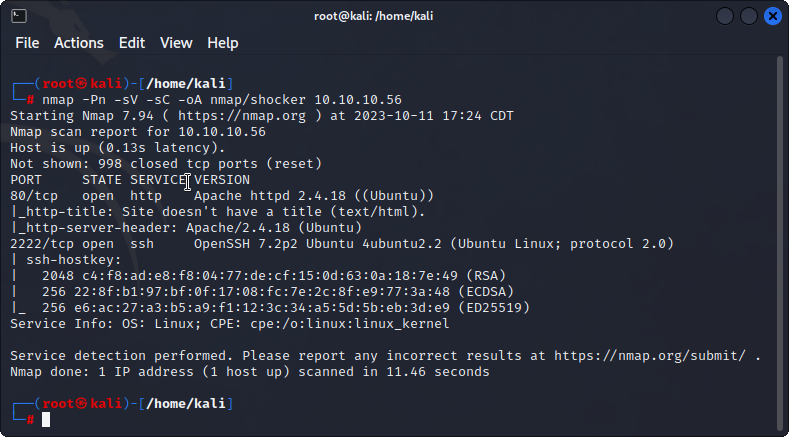 root@kali: /home/kali
File Actions Edit View Help
┌──(root㉿kali)-[/home/kali]
└─# nmap -Pn -sV -sC -oA nmap/shocker 10.10.10.56
Starting Nmap 7.94 ( https://nmap.org ) at 2023-10-11 17:24 CDT
Nmap scan report for 10.10.10.56
Host is up (0.13s latency).
Not shown: 998 closed tcp ports (reset)
PORT     STATE SERVICE VERSION
80/tcp   open  http    Apache httpd 2.4.18 ((Ubuntu))
|_http-title: Site doesn't have a title (text/html).
|_http-server-header: Apache/2.4.18 (Ubuntu)
2222/tcp open  ssh     OpenSSH 7.2p2 Ubuntu 4ubuntu2.2 (Ubuntu Linux; protocol 2.0)
| ssh-hostkey:
|   2048 c4:f8:ad:e8:f8:04:77:de:cf:15:0d:63:0a:18:7e:49 (RSA)
|   256 22:8f:b1:97:bf:0f:17:08:fc:7e:2c:8f:e9:77:3a:48 (ECDSA)
|_  256 e6:ac:27:a3:b5:a9:f1:12:3c:34:a5:5d:5b:eb:3d:e9 (ED25519)
Service Info: OS: Linux; CPE: cpe:/o:linux:linux_kernel
Service detection performed. Please report any incorrect results at https://nmap.org/submit/ .
Nmap done: 1 IP address (1 host up) scanned in 11.46 seconds
┌──(root㉿kali)-[/home/kali]
└─#